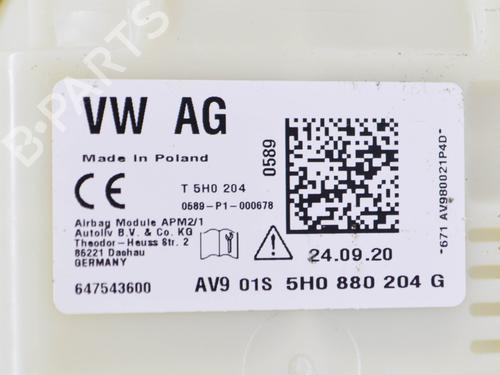 VW AG
Made in Poland
CE
T 5H0 204
0589-P1-000678
Airbag Module APM2/1
Autoliv B.V. & Co. KG
Theodor-Heuss Str. 2
85221 Dachau
GERMANY
647543600
0589
24.09.20
AV9 01S 5H0 880 204 G
-671 AV980021P4D-
B-PARTS